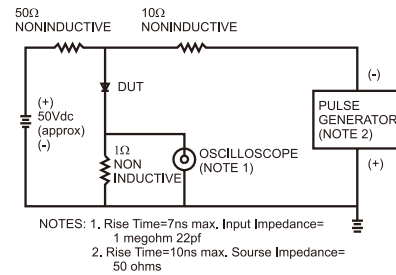 50Ω
NONINDUCTIVE
10Ω
NONINDUCTIVE
(+)
50Vdc
(approx)
(-)
DUT
1Ω
NON
INDUCTIVE
OSCILLOSCOPE
(NOTE 1)
(-)
PULSE
GENERATOR
(NOTE 2)
(+)
NOTES: 1. Rise Time=7ns max. Input Impedance=
1 megohm 22pf
2. Rise Time=10ns max. Sourse Impedance=
50 ohms